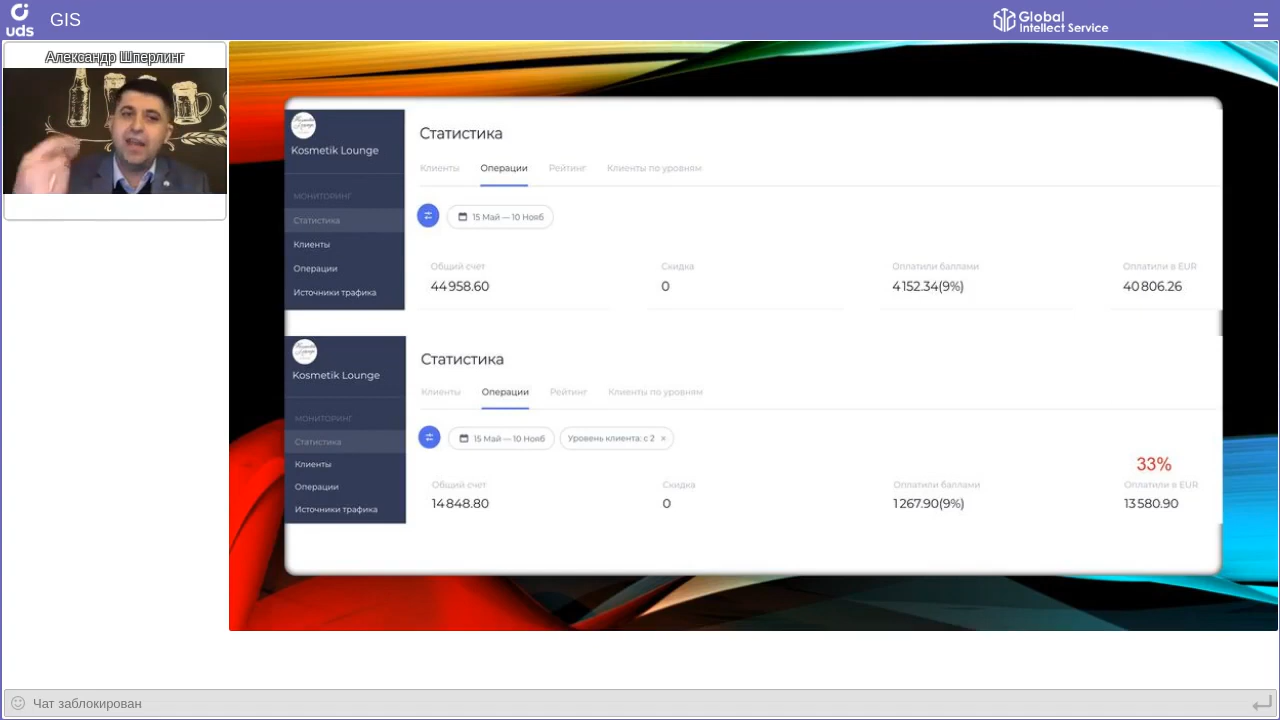 uds
GIS
Global
Intellect Service
Александр Шперлинг
Kosmetik Lounge
МОНИТОРИНГ
Статистика
Клиенты
Операции
Источники трафика
Статистика
Клиенты Операции Рейтинг Клиенты по уровням
15 Май — 10 Нояб
Общий счет Скидка Оплатили баллами Оплатили в EUR
44 958.60 0 4 152.34(9%) 40 806.26
Kosmetik Lounge
МОНИТОРИНГ
Статистика
Клиенты
Операции
Источники трафика
Статистика
Клиенты Операции Рейтинг Клиенты по уровням
15 Май — 10 Нояб Уровень клиента: с 2 ×
33%
Общий счет Скидка Оплатили баллами Оплатили в EUR
14 848.80 0 1 267.90(9%) 13 580.90
Чат заблокирован